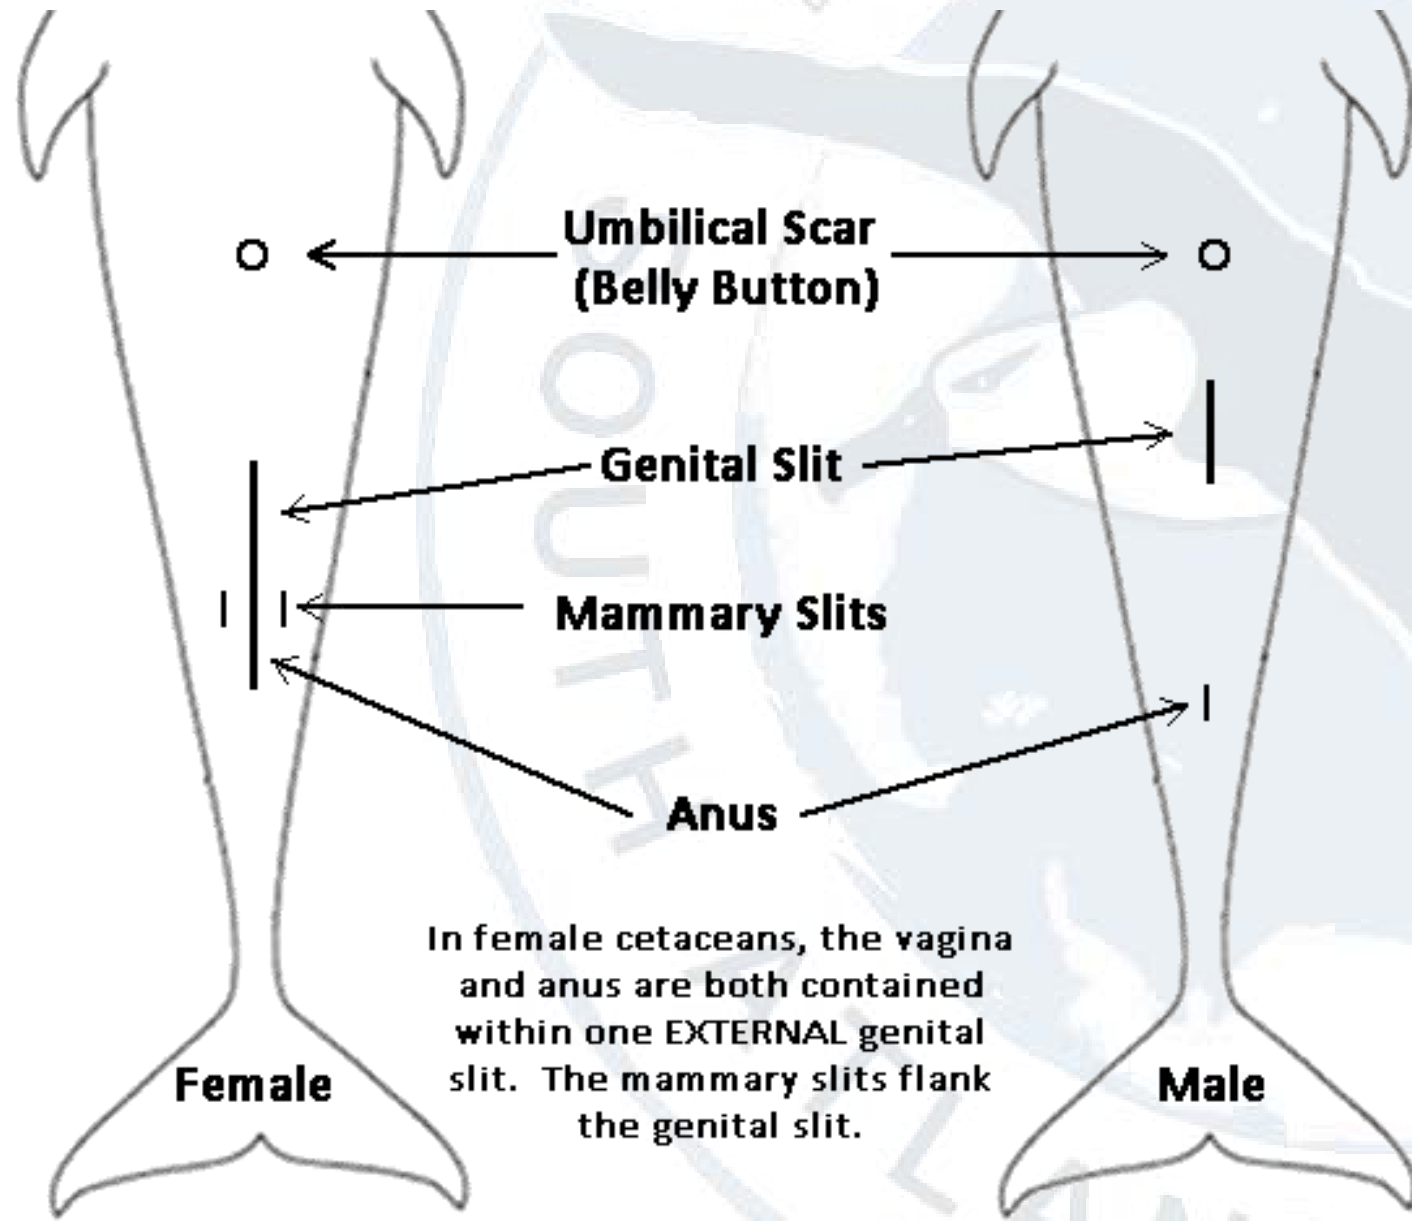 Umbilical Scar
(Belly Button)
Genital Slit
Mammary Slits
Anus
In female cetaceans, the vagina
and anus are both contained
within one EXTERNAL genital
slit. The mammary slits flank
the genital slit.
Female
Male
SOUTH